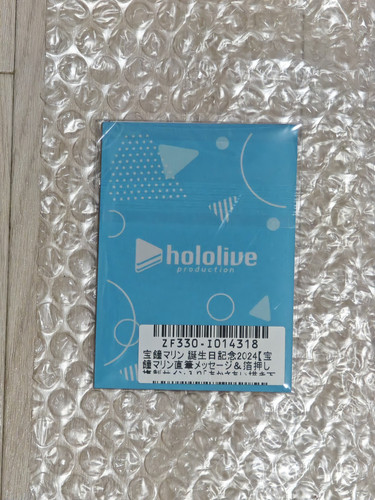 hololive
production
ZF330-I014318
宝鐘マリン 誕生日記念2024【宝
鐘マリン直筆メッセージ＆箔押し